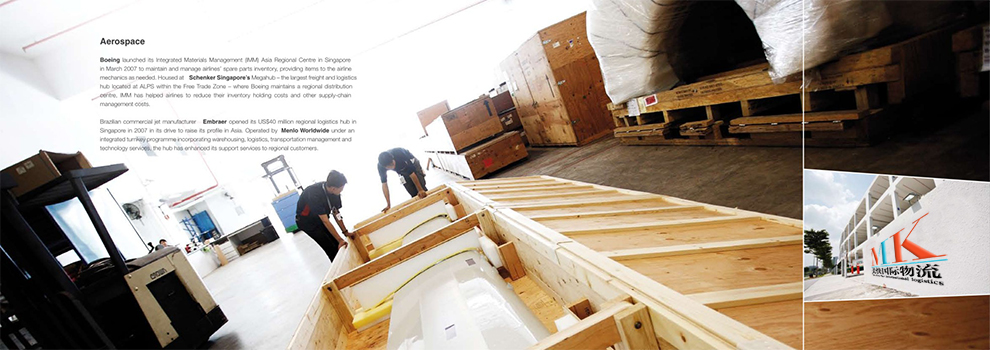 Aerospace
Boeing launched its Integrated Materials Management (IMM) Asia Regional Centre in Singapore
in March 2007 to maintain and manage airlines' spare parts inventory, providing items to the airline
mechanics as needed. Housed at Schenker Singapore's Megahub – the largest freight and logistics
hub located at ALPS within the Free Trade Zone – where Boeing maintains a regional distribution
centre, IMM has helped airlines to reduce their inventory holding costs and other supply-chain
management costs.
Brazilian commercial jet manufacturer Embraer opened its US$40 million regional logistics hub in
Singapore in 2007 in its drive to raise its profile in Asia. Operated by Menlo Worldwide under an
integrated turnkey programme incorporating warehousing, logistics, transportation management and
technology services, the hub has enhanced its support services to regional customers.
MK
国际物流
international logistics